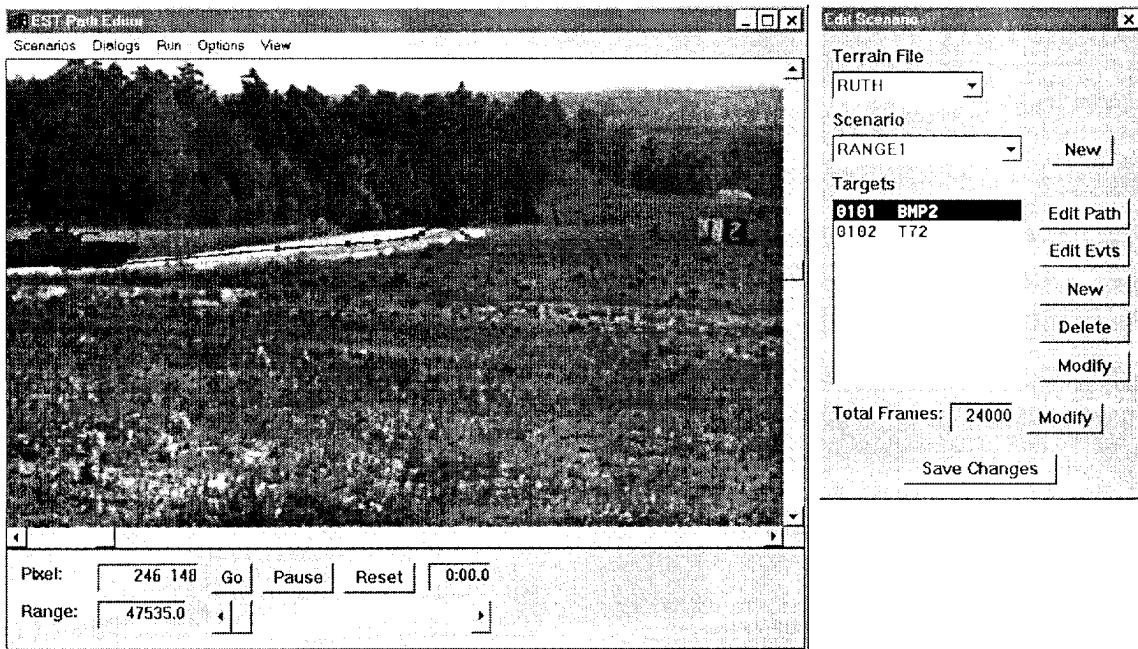 EST Path Editor
Scenarios Dialogs Run Options View
2
Pixel: 246 148 Go Pause Reset 0:00.0
Range: 47535.0
Edit Scenario
Terrain File
RUTH
Scenario
RANGE1 New
Targets
0101 BMP2 Edit Path
0102 T72
Edit Evts
New
Delete
Modify
Total Frames: 24000 Modify
Save Changes